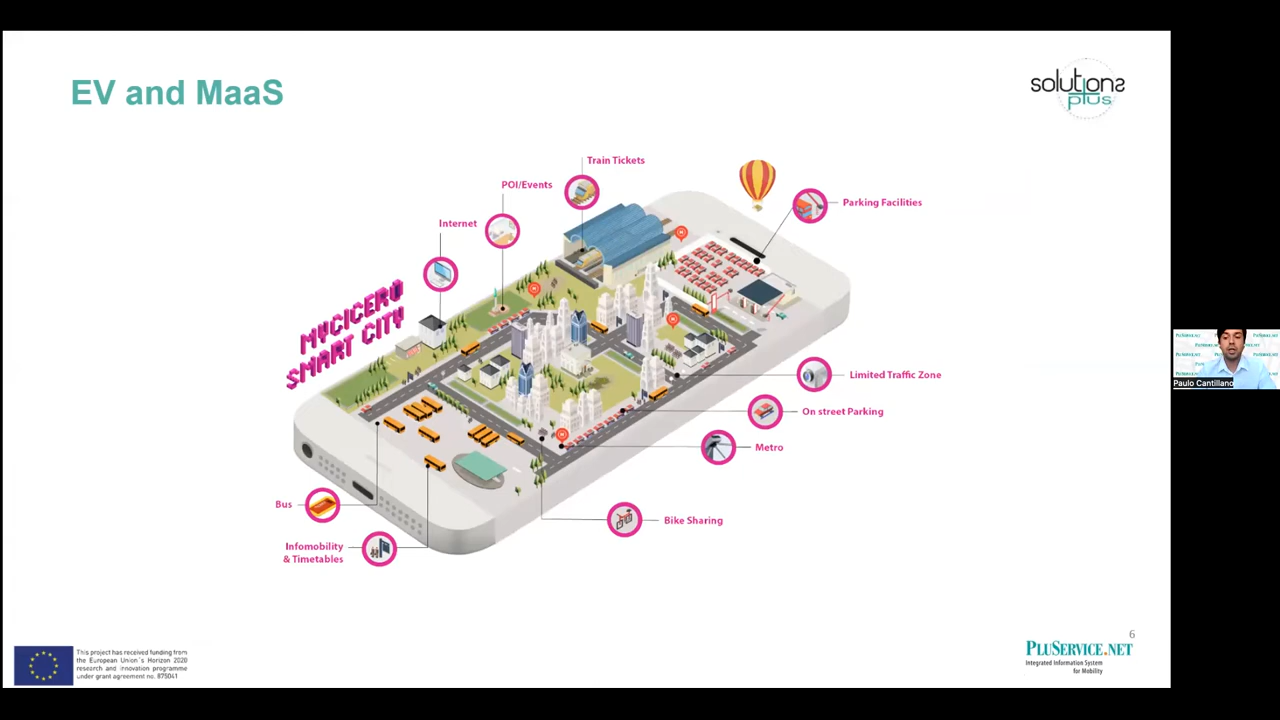 EV and MaaS
solutions
plus
Train Tickets
POI/Events
Internet
Parking Facilities
MYCICERO
SMART CITY
Limited Traffic Zone
On street Parking
Metro
Bike Sharing
Bus
Infomobility
& Timetables
Paulo Cantillano
6
This project has received funding from
the European Union's Horizon 2020
research and innovation programme
under grant agreement no. 875041
PLUSERVICE.NET
Integrated Information System
for Mobility